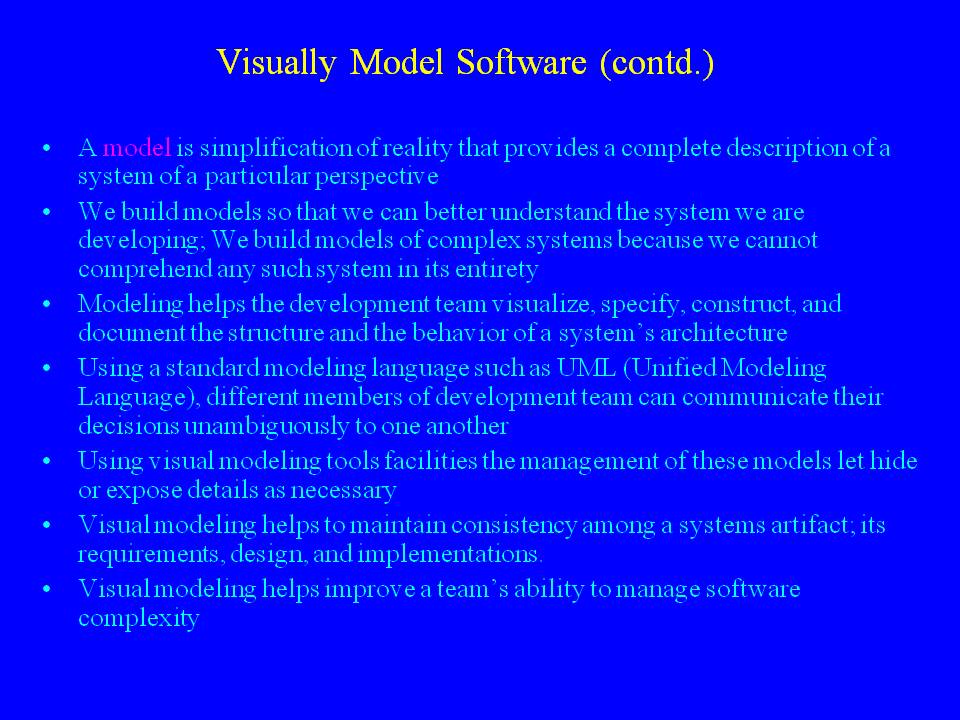 Visually Model Software (contd.)
• A model is simplification of reality that provides a complete description of a
system of a particular perspective
• We build models so that we can better understand the system we are
developing; We build models of complex systems because we cannot
comprehend any such system in its entirety
• Modeling helps the development team visualize, specify, construct, and
document the structure and the behavior of a system's architecture
• Using a standard modeling language such as UML (Unified Modeling
Language), different members of development team can communicate their
decisions unambiguously to one another
• Using visual modeling tools facilities the management of these models let hide
or expose details as necessary
• Visual modeling helps to maintain consistency among a systems artifact; its
requirements, design, and implementations.
• Visual modeling helps improve a team's ability to manage software
complexity